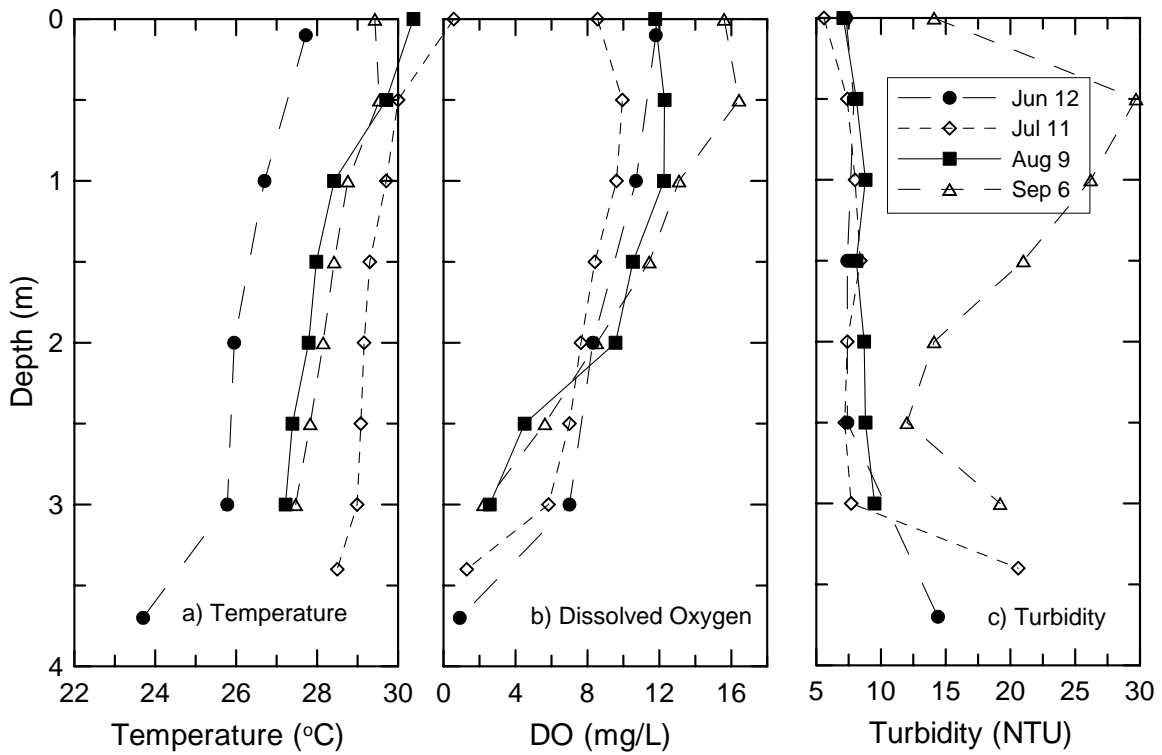 0
1
2
3
4
Depth (m)
a) Temperature
22 24 26 28 30
Temperature (°C)
b) Dissolved Oxygen
0 4 8 12 16
DO (mg/L)
Jun 12
Jul 11
Aug 9
Sep 6
c) Turbidity
5 10 15 20 25 30
Turbidity (NTU)